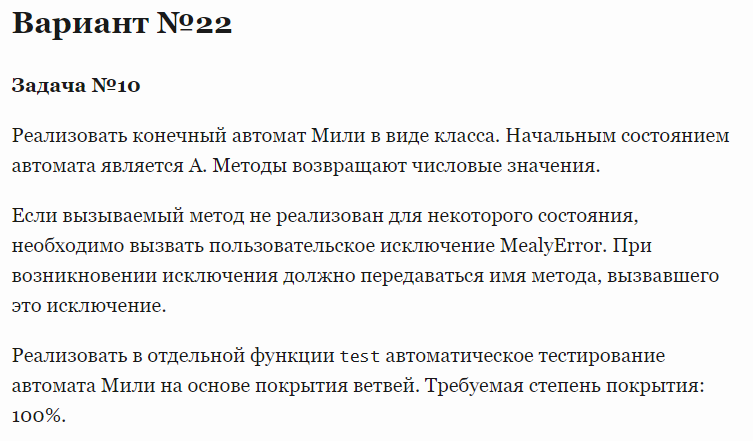 Вариант №22
Задача №10
Реализовать конечный автомат Мили в виде класса. Начальным состоянием
автомата является A. Методы возвращают числовые значения.
Если вызываемый метод не реализован для некоторого состояния,
необходимо вызвать пользовательское исключение MealyError. При
возникновении исключения должно передаваться имя метода, вызвавшего
это исключение.
Реализовать в отдельной функции test автоматическое тестирование
автомата Мили на основе покрытия ветвей. Требуемая степень покрытия:
100%.